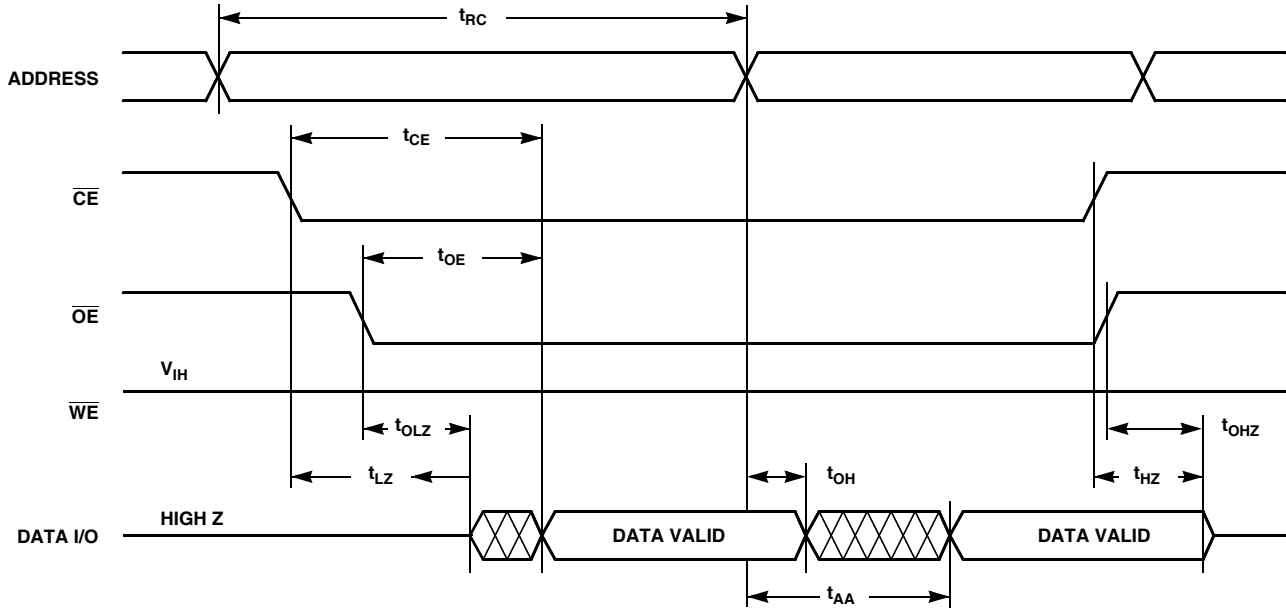 tRC
ADDRESS
tCE
CE
tOE
OE
VIH
WE
tOLZ
tOHZ
tLZ
tOH
tHZ
HIGH Z
DATA I/O
DATA VALID
DATA VALID
tAA